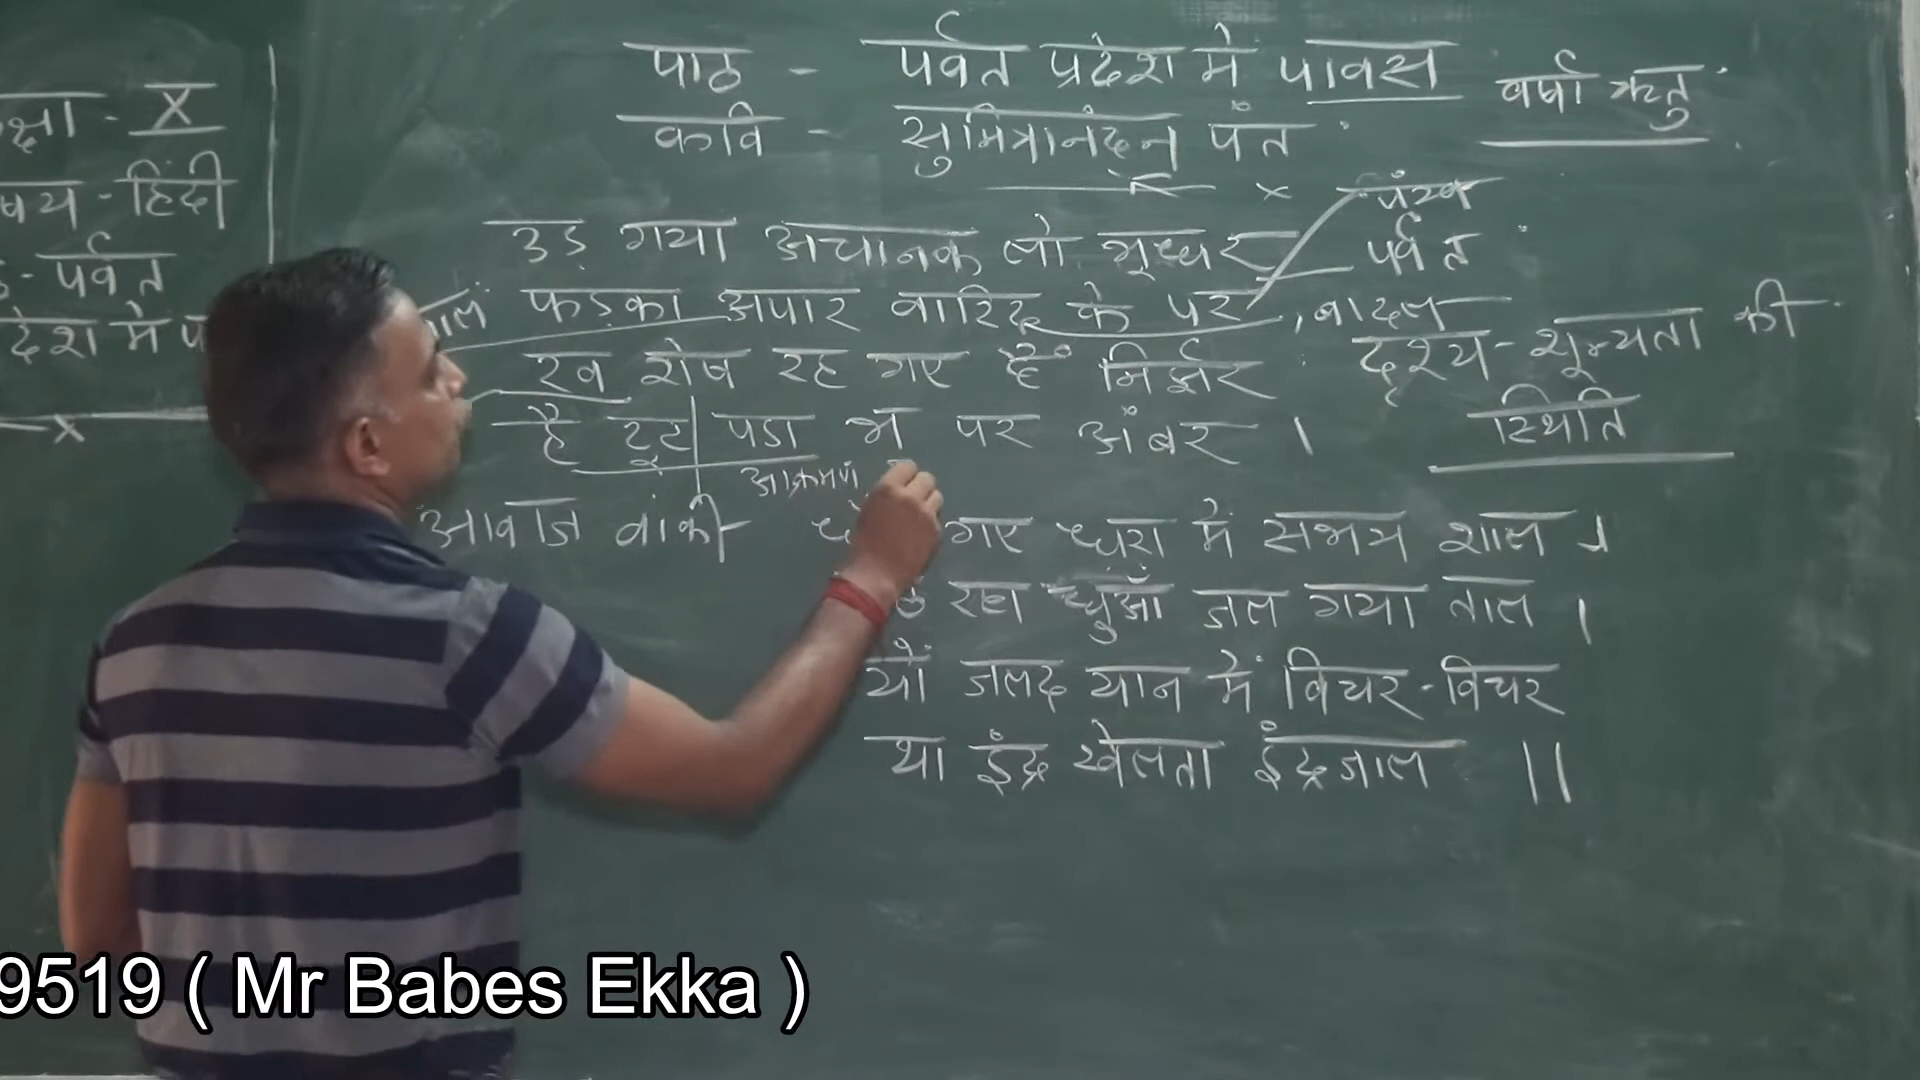 पाठ - पर्वत प्रदेश में पावस वर्षा ऋतु
कवि - सुमित्रानंदन पंत
क्षा - X
षय - हिंदी
- पर्वत
देश में प
पंख
उड़ गया अचानक लो भूधर पर्वत
फड़का अपार वारिद के पर, बादल
रव शेष रह गए हैं निर्झर दृश्य-शून्यता की
स्थिति
है टूट पडा भू पर अंबर ।
आक्रमण
आवाज बांकी गए धरा में सभय शाल ।
रहा धुआँ जल गया ताल ।
यों जलद यान में विचर-विचर
था इंद्र खेलता इंद्रजाल ।।
9519 ( Mr Babes Ekka )